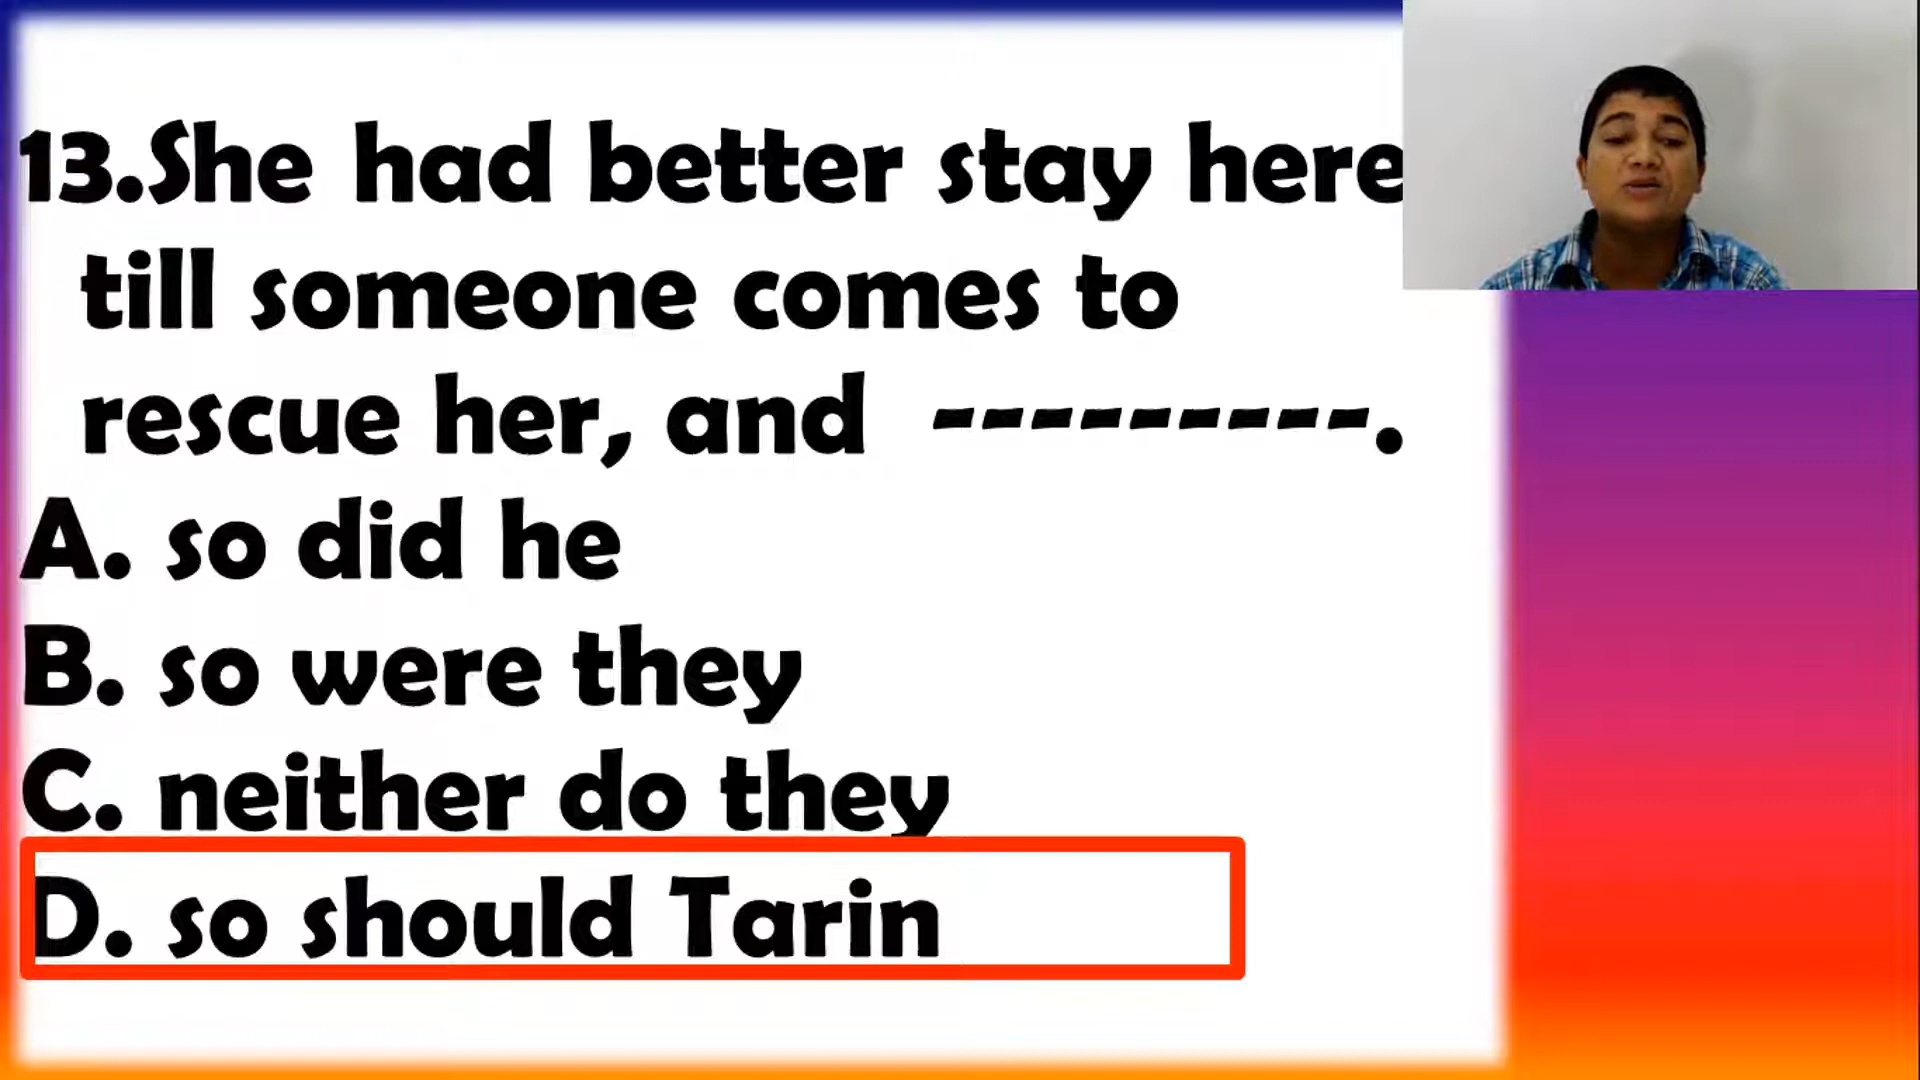 13.She had better stay here
till someone comes to
rescue her, and ---------.
A. so did he
B. so were they
C. neither do they
D. so should Tarin